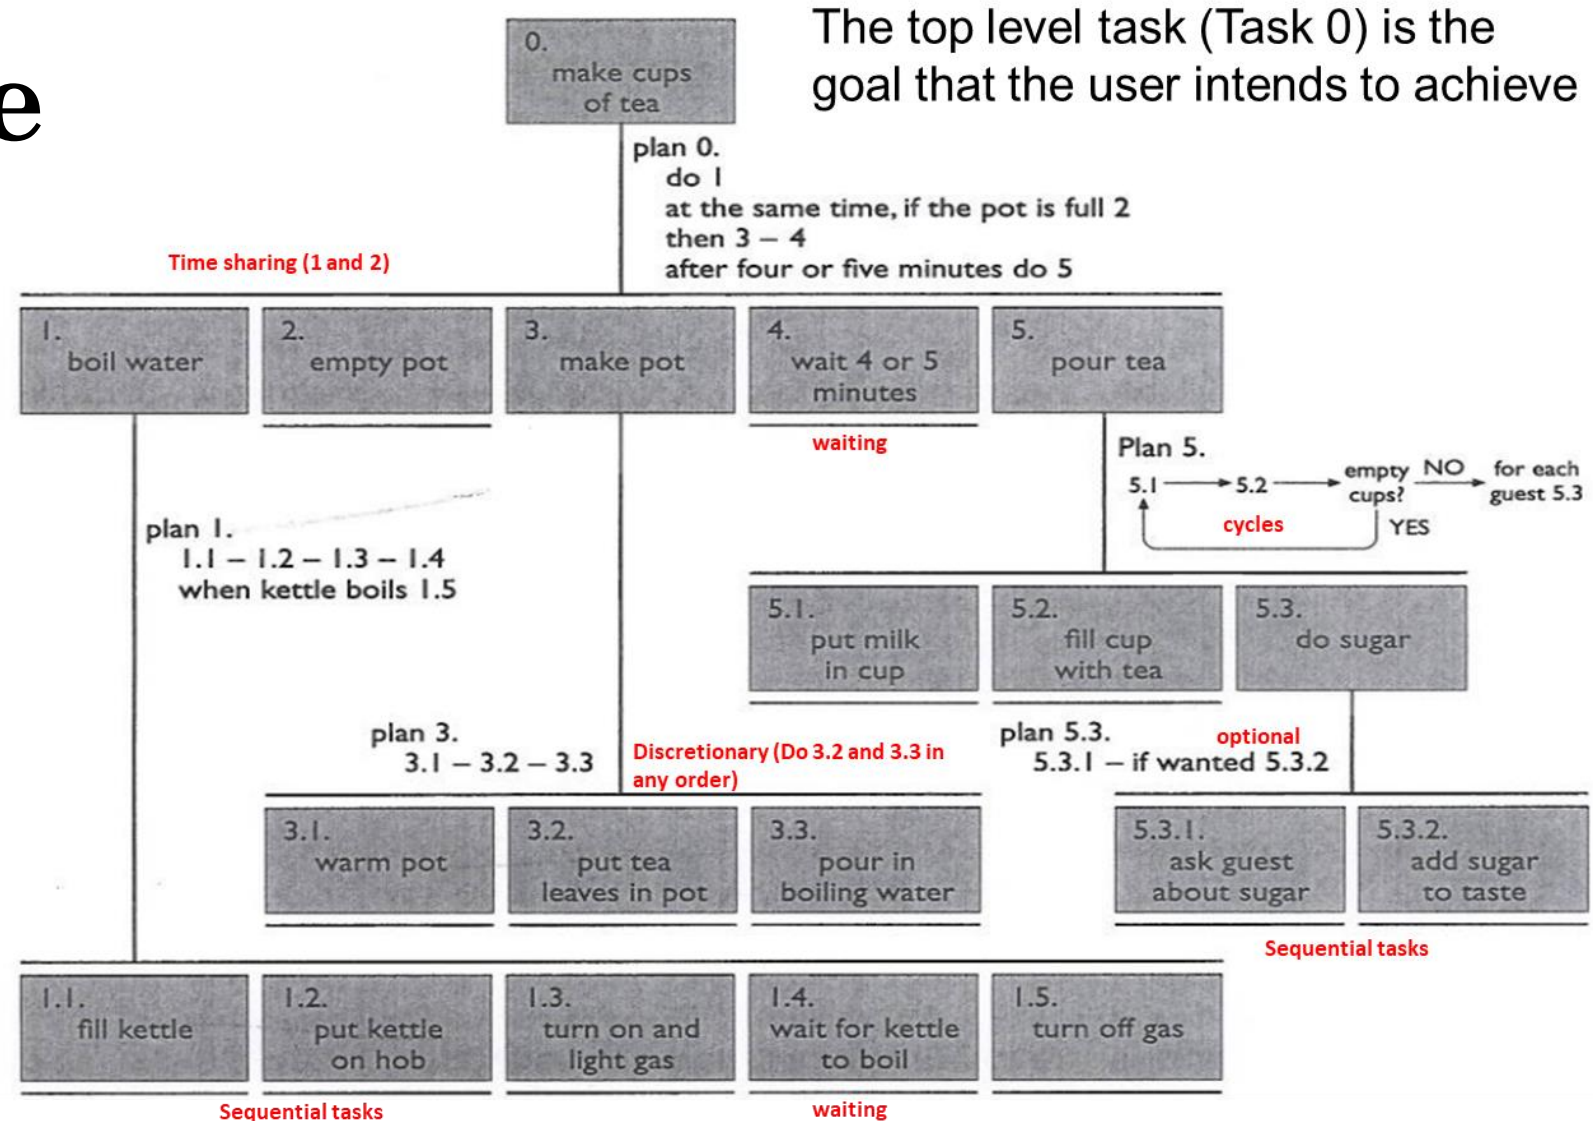 e
The top level task (Task 0) is the
goal that the user intends to achieve
0.
make cups
of tea
plan 0.
do 1
at the same time, if the pot is full 2
then 3 – 4
after four or five minutes do 5
Time sharing (1 and 2)
1.
boil water
2.
empty pot
3.
make pot
4.
wait 4 or 5
minutes
waiting
5.
pour tea
Plan 5.
5.1
5.2
empty
cups?
NO
for each
guest 5.3
cycles
YES
plan 1.
1.1 – 1.2 – 1.3 – 1.4
when kettle boils 1.5
5.1.
put milk
in cup
5.2.
fill cup
with tea
5.3.
do sugar
plan 3.
3.1 – 3.2 – 3.3
Discretionary (Do 3.2 and 3.3 in
any order)
plan 5.3.
optional
5.3.1 – if wanted 5.3.2
3.1.
warm pot
3.2.
put tea
leaves in pot
3.3.
pour in
boiling water
5.3.1.
ask guest
about sugar
5.3.2.
add sugar
to taste
Sequential tasks
1.1.
fill kettle
1.2.
put kettle
on hob
1.3.
turn on and
light gas
1.4.
wait for kettle
to boil
1.5.
turn off gas
Sequential tasks
waiting